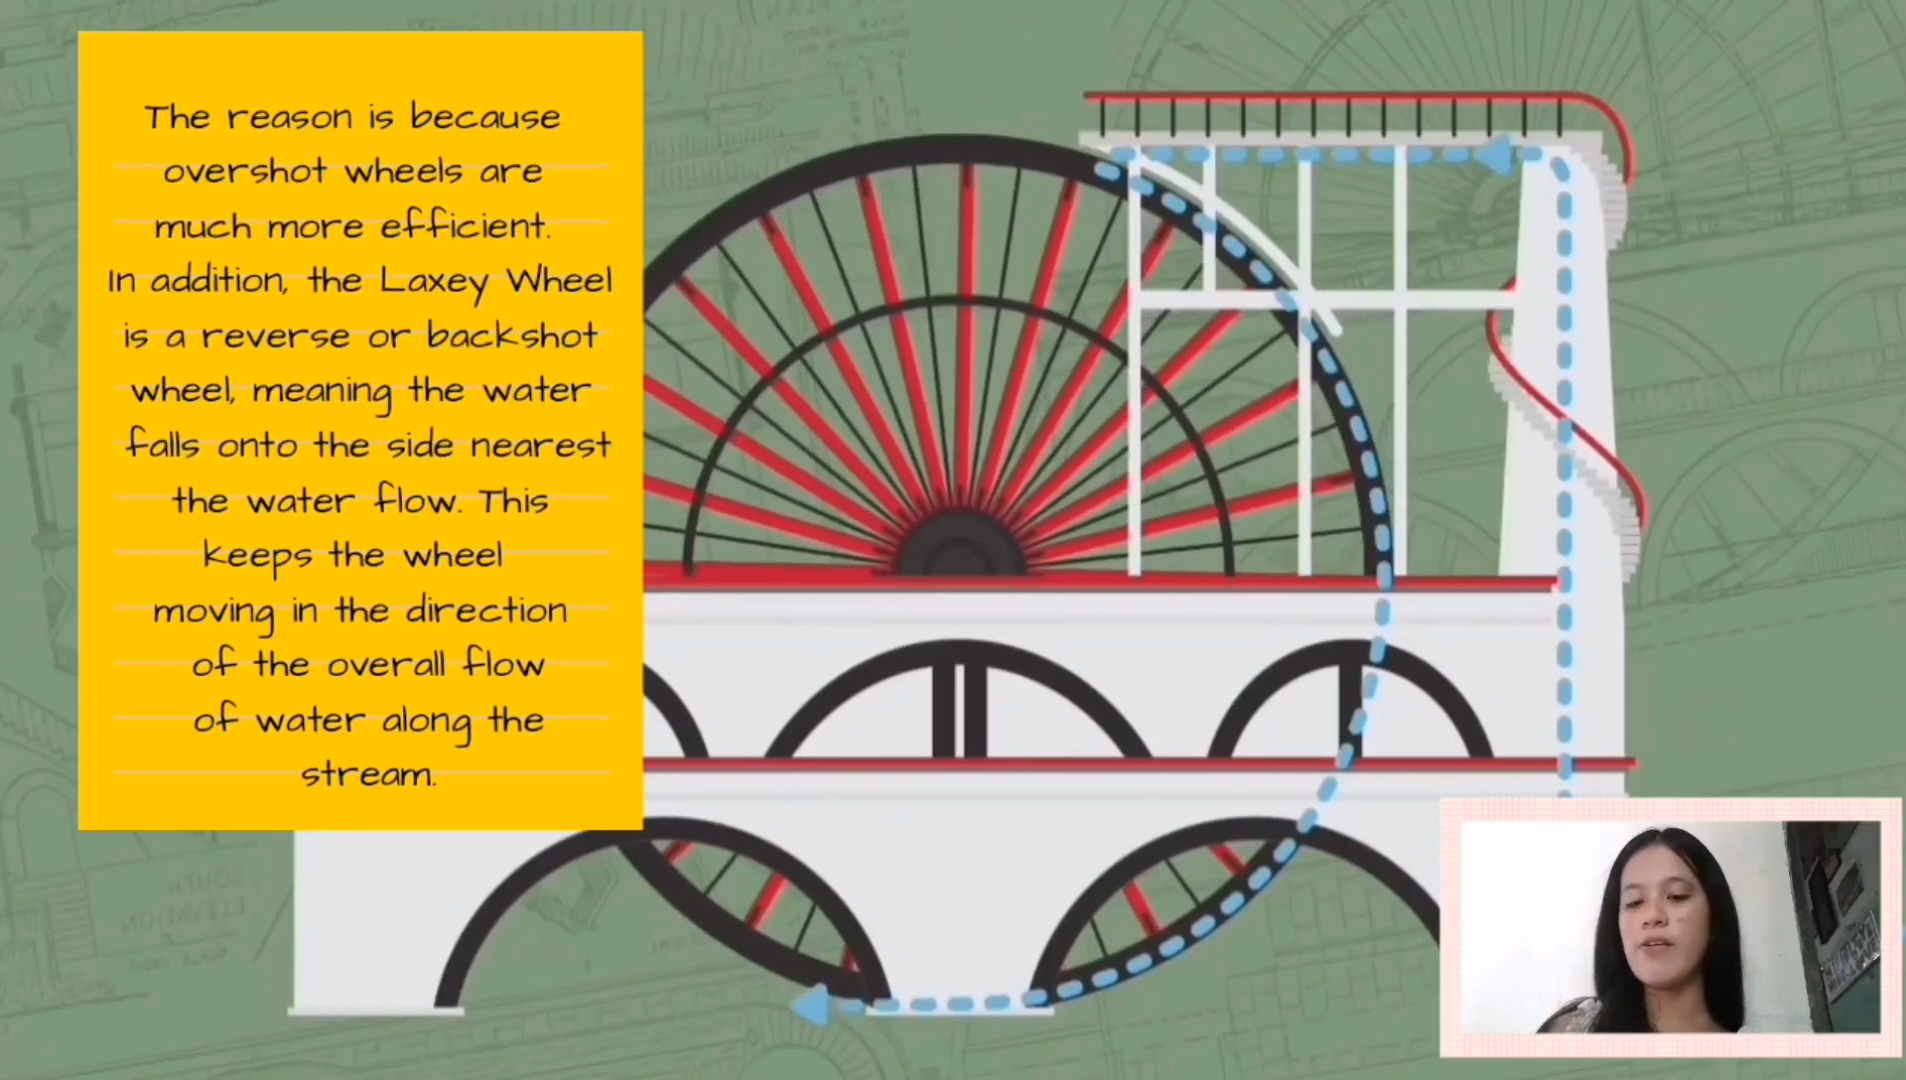 The reason is because
overshot wheels are
much more efficient.
In addition, the Laxey Wheel
is a reverse or backshot
wheel, meaning the water
falls onto the side nearest
the water flow. This
keeps the wheel
moving in the direction
of the overall flow
of water along the
stream.
SOUTH
ELEVATION